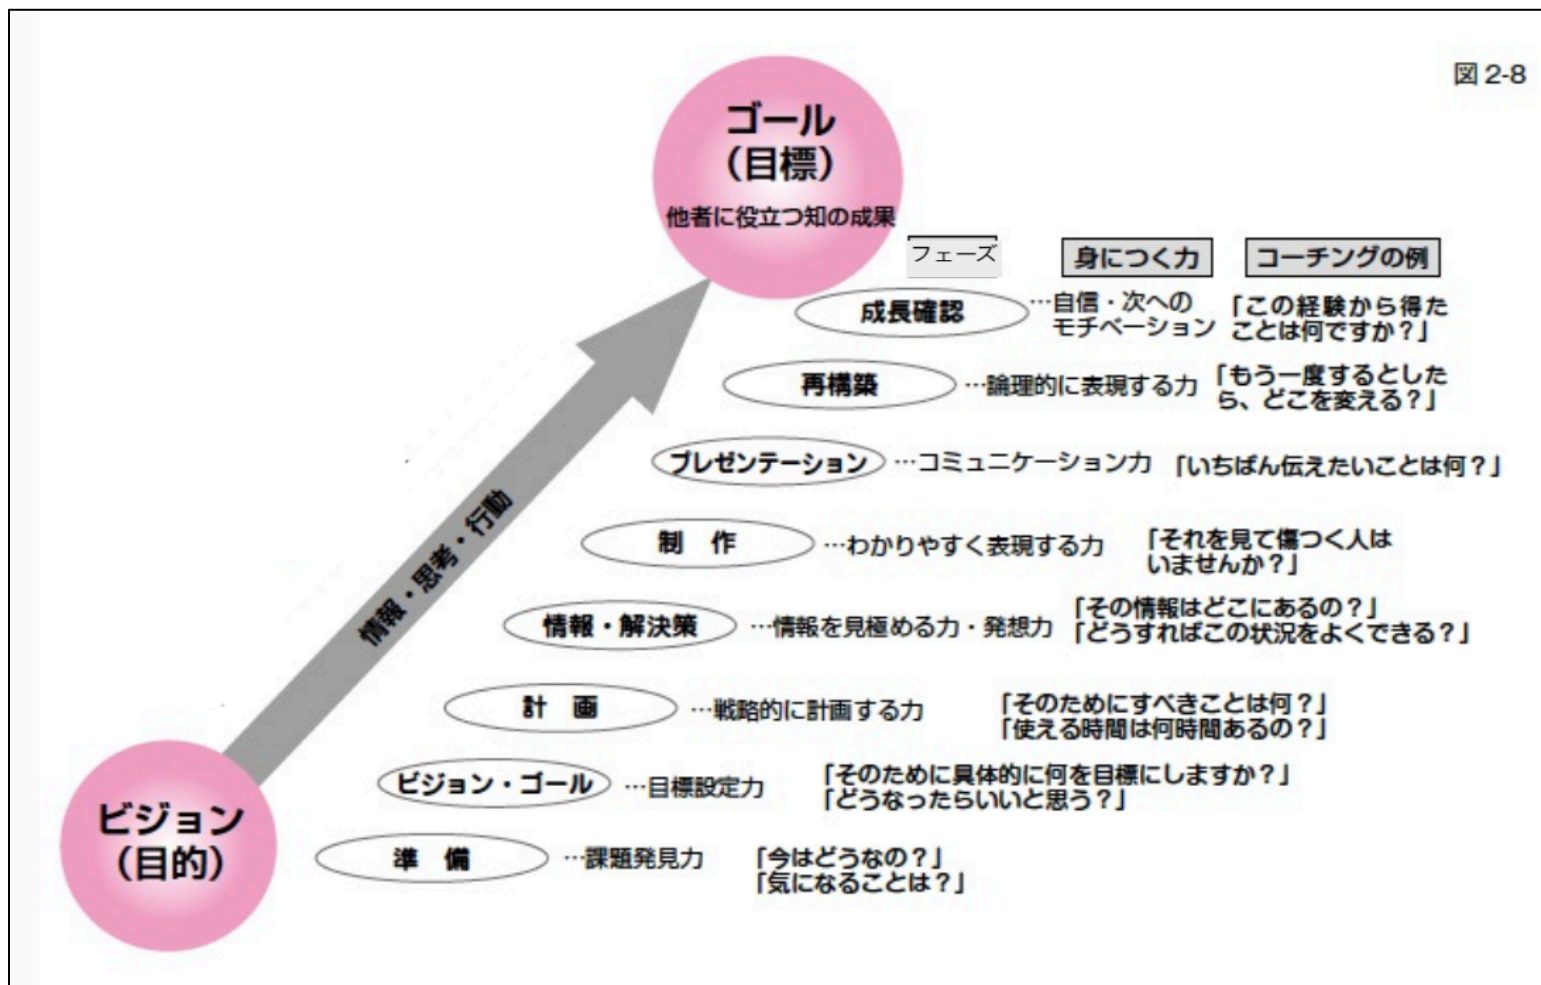 図 2-8
ゴール
（目標）
他者に役立つ知の成果
フェーズ
身につく力
コーチングの例
成長確認
…自信・次への
モチベーション
「この経験から得た
ことは何ですか？」
再構築
…論理的に表現する力
「もう一度するとした
ら、どこを変える？」
プレゼンテーション
…コミュニケーション力
「いちばん伝えたいことは何？」
制　作
…わかりやすく表現する力
「それを見て傷つく人は
いませんか？」
情報・解決策
…情報を見極める力・発想力
「その情報はどこにあるの？」
「どうすればこの状況をよくできる？」
計　画
…戦略的に計画する力
「そのためにすべきことは何？」
「使える時間は何時間あるの？」
ビジョン・ゴール
…目標設定力
「そのために具体的に何を目標にしますか？」
「どうなったらいいと思う？」
準　備
…課題発見力
「今はどうなの？」
「気になることは？」
情報・思考・行動
ビジョン
（目的）